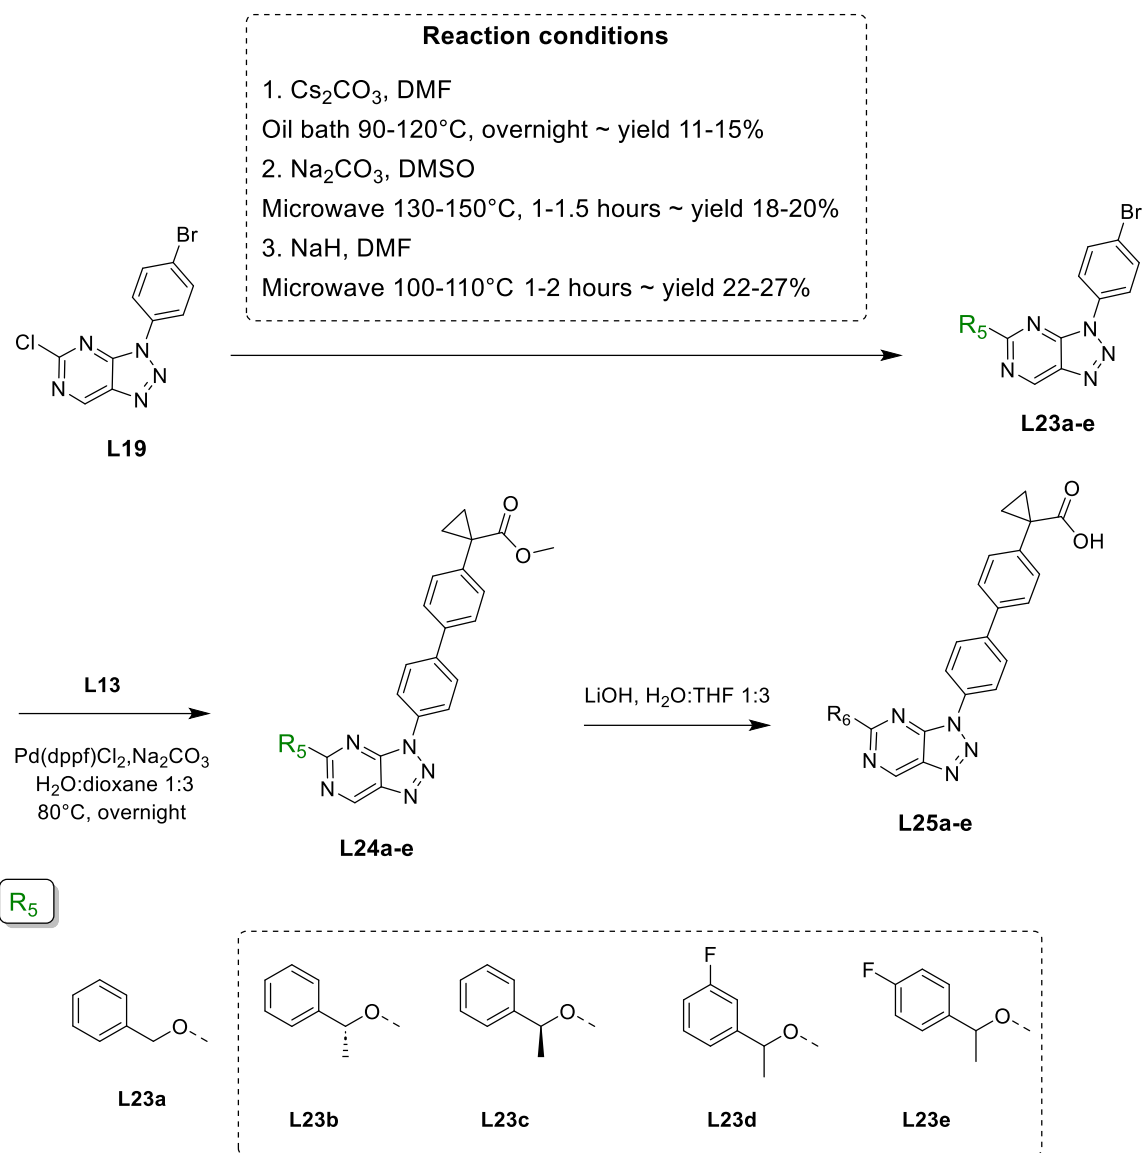 Reaction conditions
1. Cs2CO3, DMF
Oil bath 90-120°C, overnight ~ yield 11-15%
2. Na2CO3, DMSO
Microwave 130-150°C, 1-1.5 hours ~ yield 18-20%
3. NaH, DMF
Microwave 100-110°C 1-2 hours ~ yield 22-27%
Br
Cl
N
N
N
N
N
L19
Br
R5
N
N
N
N
N
L23a-e
L13
Pd(dppf)Cl2,Na2CO3
H2O:dioxane 1:3
80°C, overnight
O
O
R5
N
N
N
N
N
L24a-e
LiOH, H2O:THF 1:3
O
OH
R6
N
N
N
N
N
L25a-e
R5
O
L23a
O
L23b
O
L23c
F
O
L23d
F
O
L23e